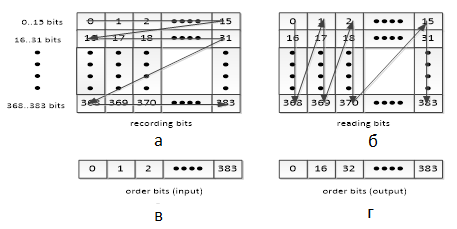 0..15 bits 0 1 2 •••• 15 0 1 2 •••• 15
16..31 bits 16 17 18 •••• 31 16 17 18 •••• 31
368..383 bits 368 369 370 •••• 383 368 369 370 •••• 383
recording bits reading bits
а б
0 1 2 •••• 383 0 16 32 •••• 383
order bits (input) order bits (output)
в г